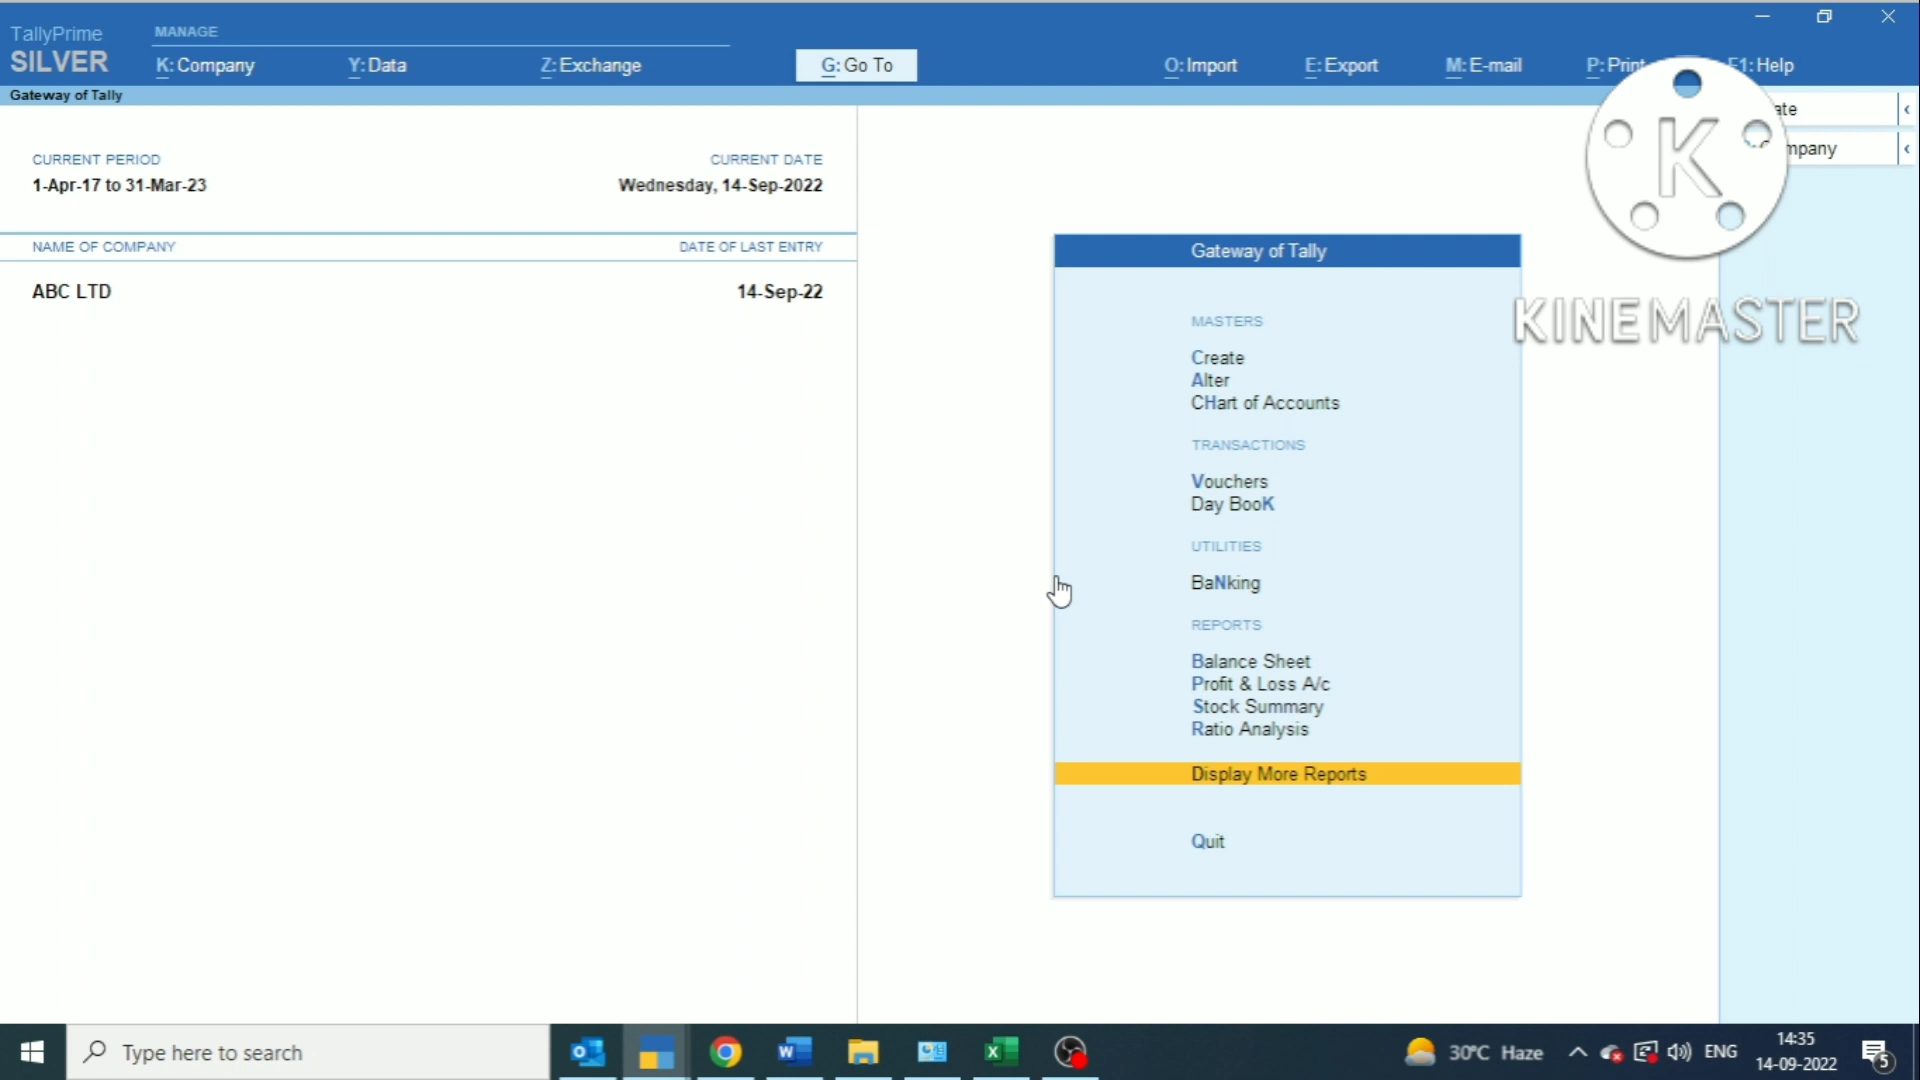 TallyPrime
SILVER
MANAGE
K: Company
Y: Data
Z: Exchange
G: Go To
O: Import
E: Export
M: E-mail
P: Print
F1: Help
Gateway of Tally
CURRENT PERIOD
CURRENT DATE
1-Apr-17 to 31-Mar-23
Wednesday, 14-Sep-2022
NAME OF COMPANY
DATE OF LAST ENTRY
ABC LTD
14-Sep-22
Gateway of Tally
MASTERS
Create
Alter
CHart of Accounts
TRANSACTIONS
Vouchers
Day BooK
UTILITIES
BaNking
REPORTS
Balance Sheet
Profit & Loss A/c
Stock Summary
Ratio Analysis
Display More Reports
Quit
K
KINEMASTER
Type here to search
30°C Haze
ENG
14:35
14-09-2022
5